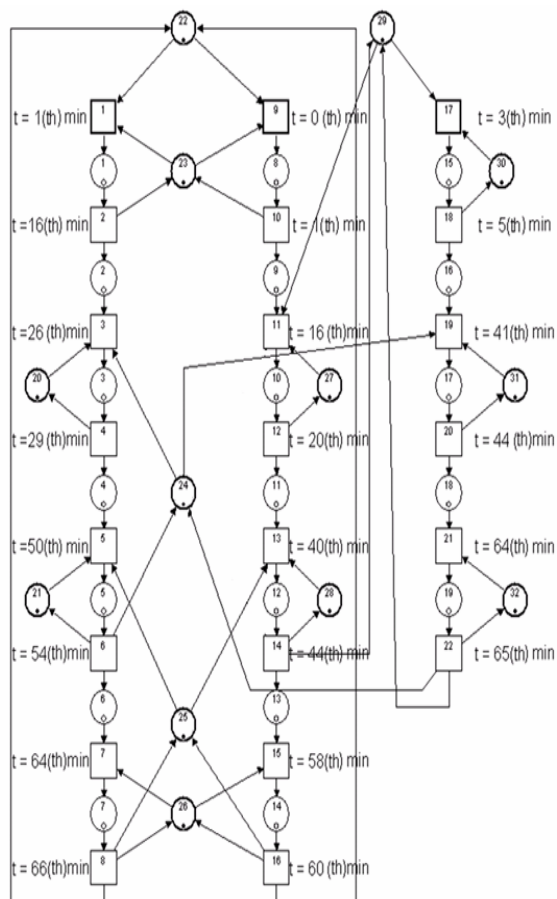 22 29
t = 1(th) min 1 9 t = 0 (th) min 17 t = 3(th) min
1 23 8 15 30
t =16(th) min 2 10 t = 1(th) min 18 t = 5(th) min
2 9 16
t =26(th) min 3 11 t = 16(th) min 19 t = 41(th) min
20 3 10 27 17 31
t =29(th) min 4 12 t = 20(th) min 20 t = 44 (th) min
4 24 11 18
t =50(th) min 5 13 t = 40(th) min 21 t = 64(th) min
21 5 12 28 19 32
t = 54(th)min 6 14 t = 44(th) min 22 t = 65(th) min
6 25 13
t = 64(th)min 7 15 t = 58(th) min
7 26 14
t = 66(th)min 8 16 t = 60 (th) min